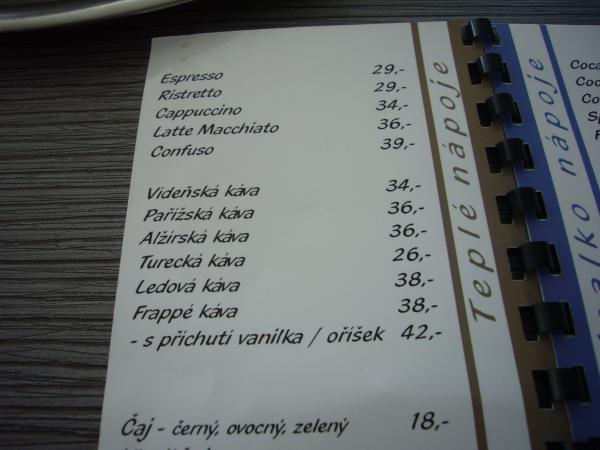 Espresso 29,-
Ristretto 29,-
Cappuccino 34,-
Latte Macchiato 36,-
Confuso 39,-
Videňská káva 34,-
Pařížská káva 36,-
Alžírská káva 36,-
Turecká káva 26,-
Ledová káva 38,-
Frappé káva 38,-
- s příchutí vanilka / oříšek 42,-
Čaj - černý, ovocný, zelený 18,-
Teplé nápoje
nápoje